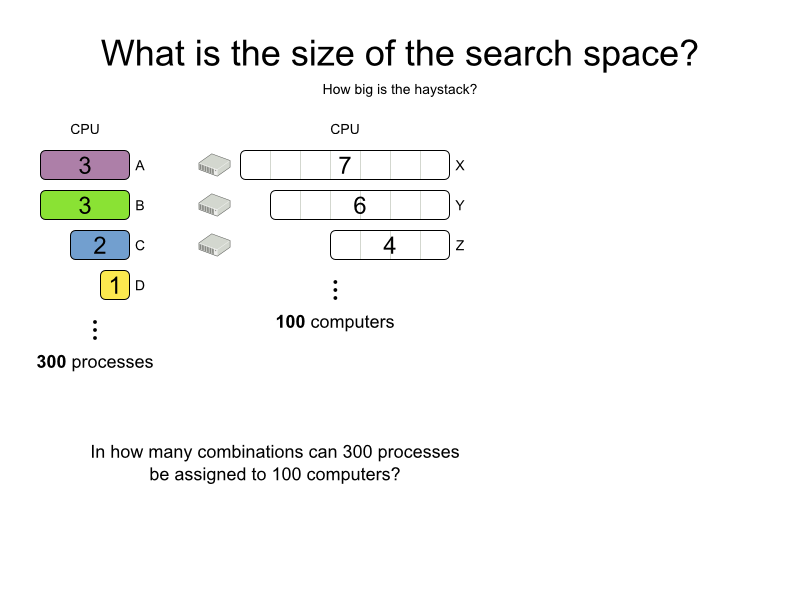 What is the size of the search space?
How big is the haystack?
CPU CPU
3 A 7 X
3 B 6 Y
2 C 4 Z
1 D
100 computers
300 processes
In how many combinations can 300 processes
be assigned to 100 computers?